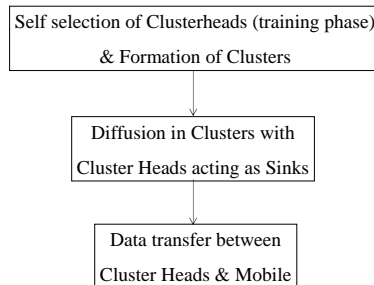 Self selection of Clusterheads (training phase)
& Formation of Clusters
Diffusion in Clusters with
Cluster Heads acting as Sinks
Data transfer between
Cluster Heads & Mobile